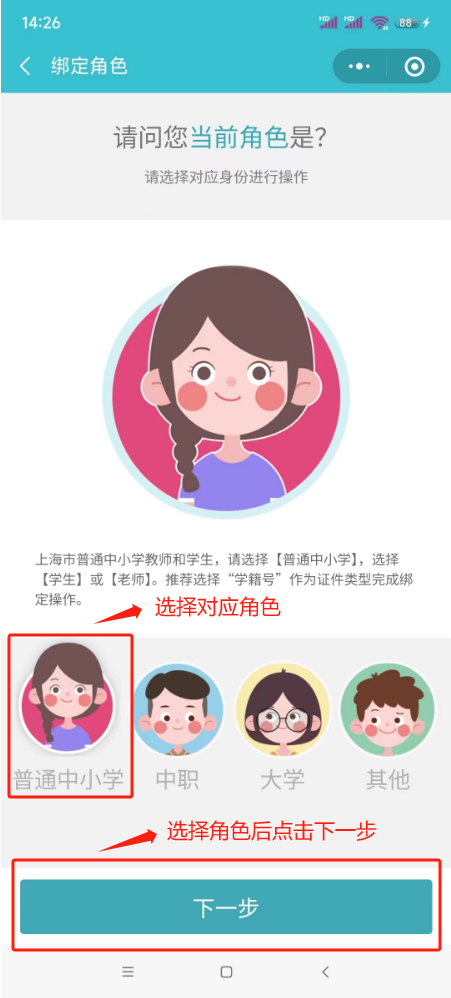 14:26
HD HD 88
绑定角色
请问您当前角色是？
请选择对应身份进行操作
上海市普通中小学教师和学生，请选择【普通中小学】，选择
【学生】或【老师】。推荐选择“学籍号”作为证件类型完成绑
定操作。
选择对应角色
普通中小学 中职 大学 其他
选择角色后点击下一步
下一步